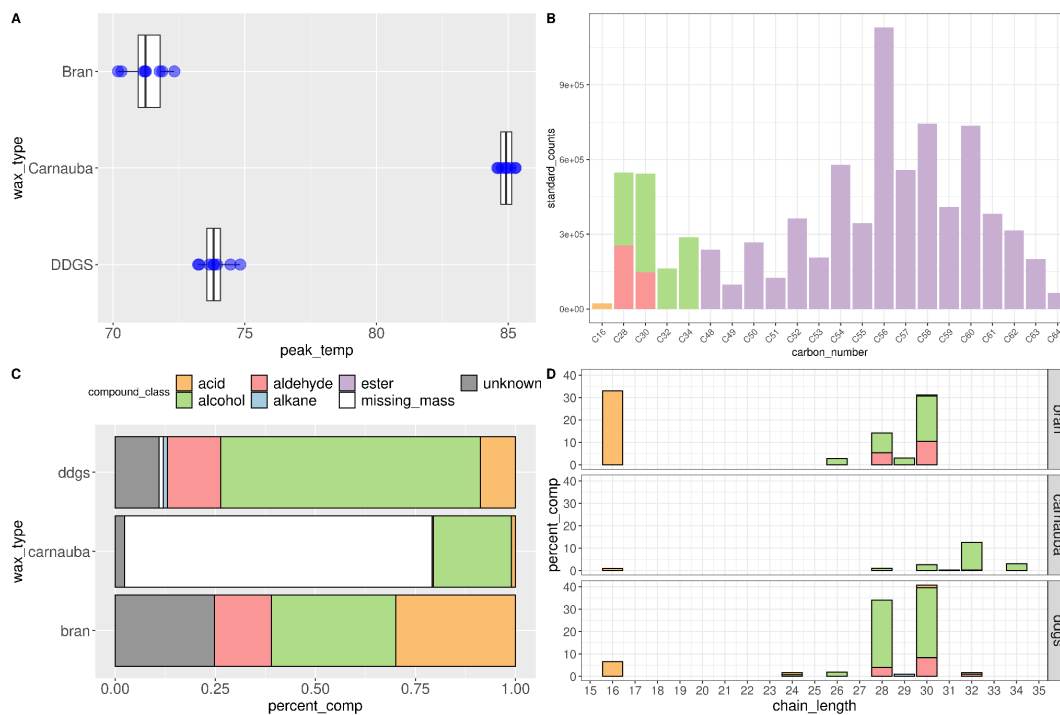 A
wax_type
Bran
Carnauba
DDGS
70 75 80 85
peak_temp
B
standard_counts
9e+05
6e+05
3e+05
0e+00
C16 C28 C30 C32 C34 C48 C49 C50 C51 C52 C53 C54 C55 C56 C57 C58 C59 C60 C61 C62 C63 C64
carbon_number
C
compound_class
acid aldehyde ester unknown
alcohol alkane missing_mass
wax_type
ddgs
carnauba
bran
0.00 0.25 0.50 0.75 1.00
percent_comp
D
percent_comp
40
30
20
10
0
bran
40
30
20
10
0
carnauba
40
30
20
10
0
ddgs
15 16 17 18 19 20 21 22 23 24 25 26 27 28 29 30 31 32 33 34 35
chain_length